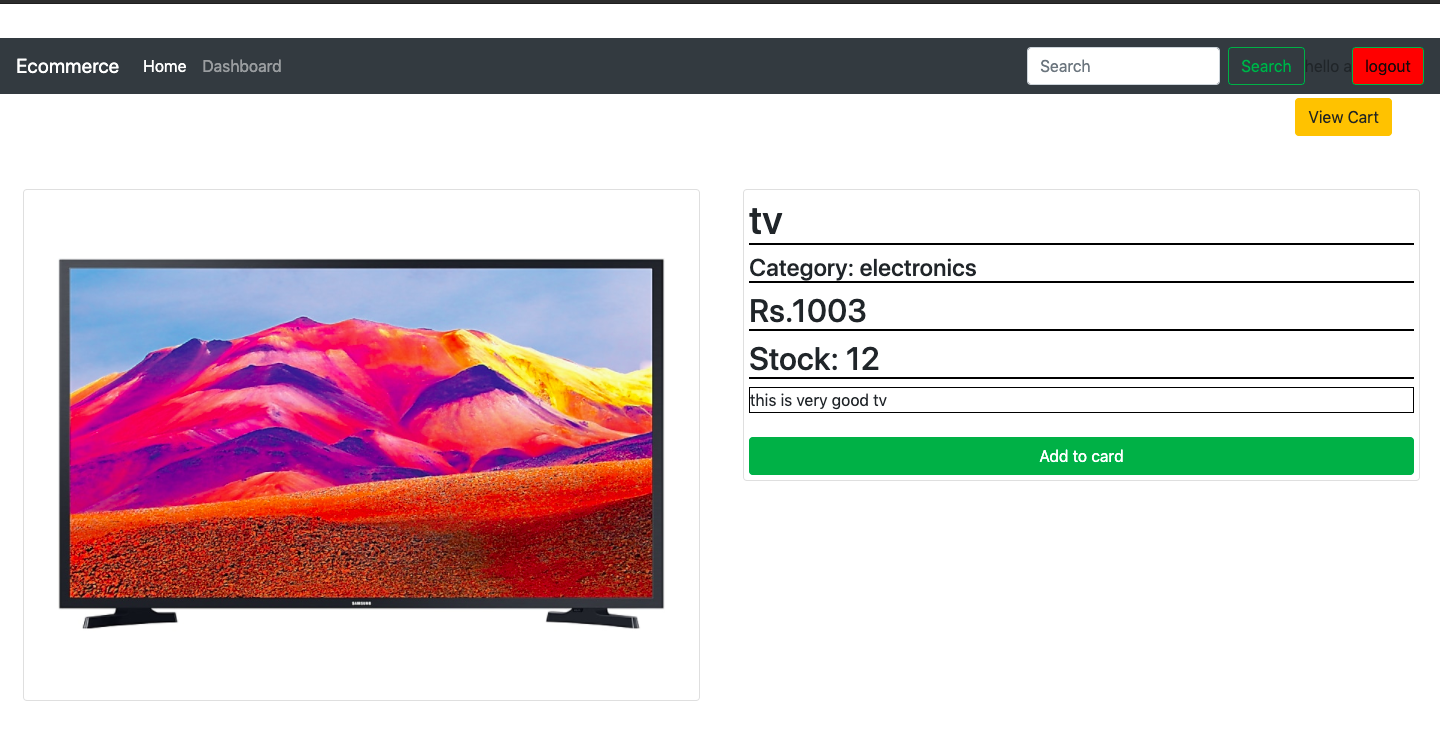 Ecommerce Home Dashboard Search Search hello a logout
View Cart
tv
Category: electronics
Rs.1003
Stock: 12
this is very good tv
Add to card
SAMSUNG